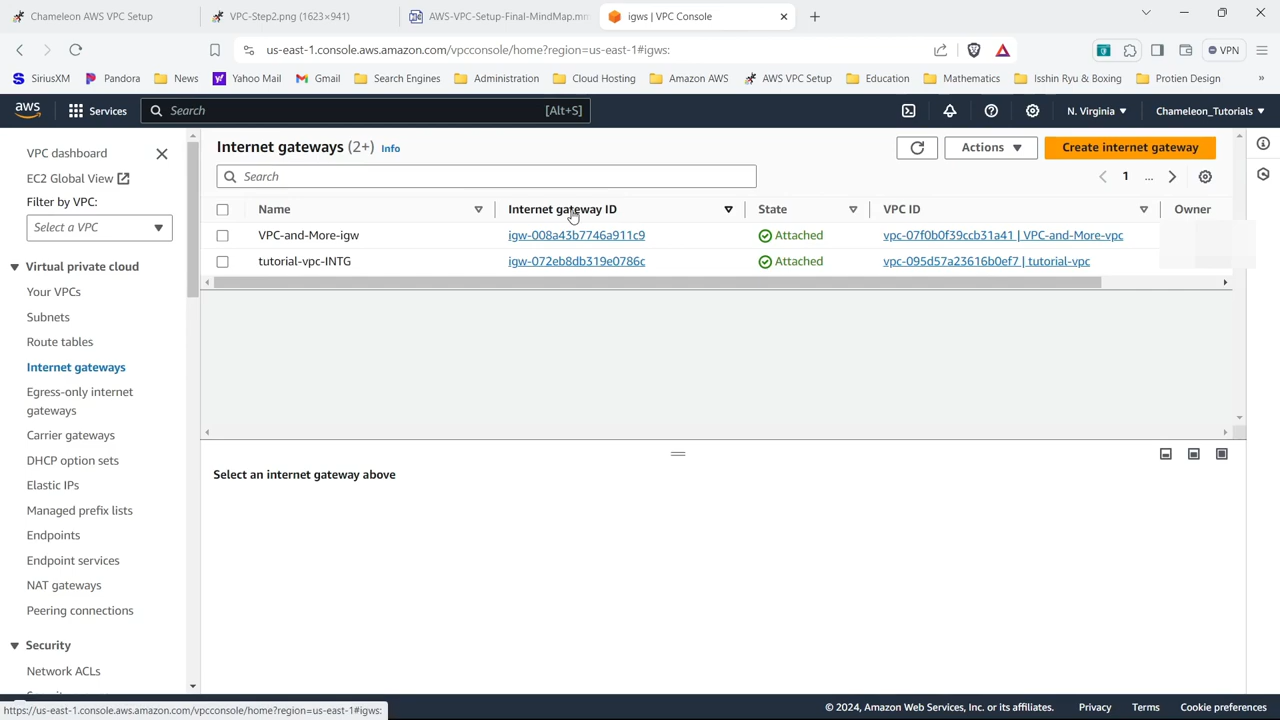 Chameleon AWS VPC Setup
VPC-Step2.png (1623×941)
AWS-VPC-Setup-Final-MindMap.mm
igws | VPC Console
us-east-1.console.aws.amazon.com/vpcconsole/home?region=us-east-1#igws:
VPN
SiriusXM
Pandora
News
Yahoo Mail
Gmail
Search Engines
Administration
Cloud Hosting
Amazon AWS
AWS VPC Setup
Education
Mathematics
Isshin Ryu & Boxing
Protien Design
»
aws
Services
Search
[Alt+S]
N. Virginia
Chameleon_Tutorials
VPC dashboard
EC2 Global View
Filter by VPC:
Select a VPC
Virtual private cloud
Your VPCs
Subnets
Route tables
Internet gateways
Egress-only internet
gateways
Carrier gateways
DHCP option sets
Elastic IPs
Managed prefix lists
Endpoints
Endpoint services
NAT gateways
Peering connections
Security
Network ACLs
Internet gateways (2+) Info
Actions
Create internet gateway
Search
1 ...
Name Internet gateway ID State VPC ID Owner
VPC-and-More-igw igw-008a43b7746a911c9 Attached vpc-07f0b0f39ccb31a41 | VPC-and-More-vpc
tutorial-vpc-INTG igw-072eb8db319e0786c Attached vpc-095d57a23616b0ef7 | tutorial-vpc
Select an internet gateway above
https://us-east-1.console.aws.amazon.com/vpcconsole/home?region=us-east-1#igws:
© 2024, Amazon Web Services, Inc. or its affiliates. Privacy Terms Cookie preferences